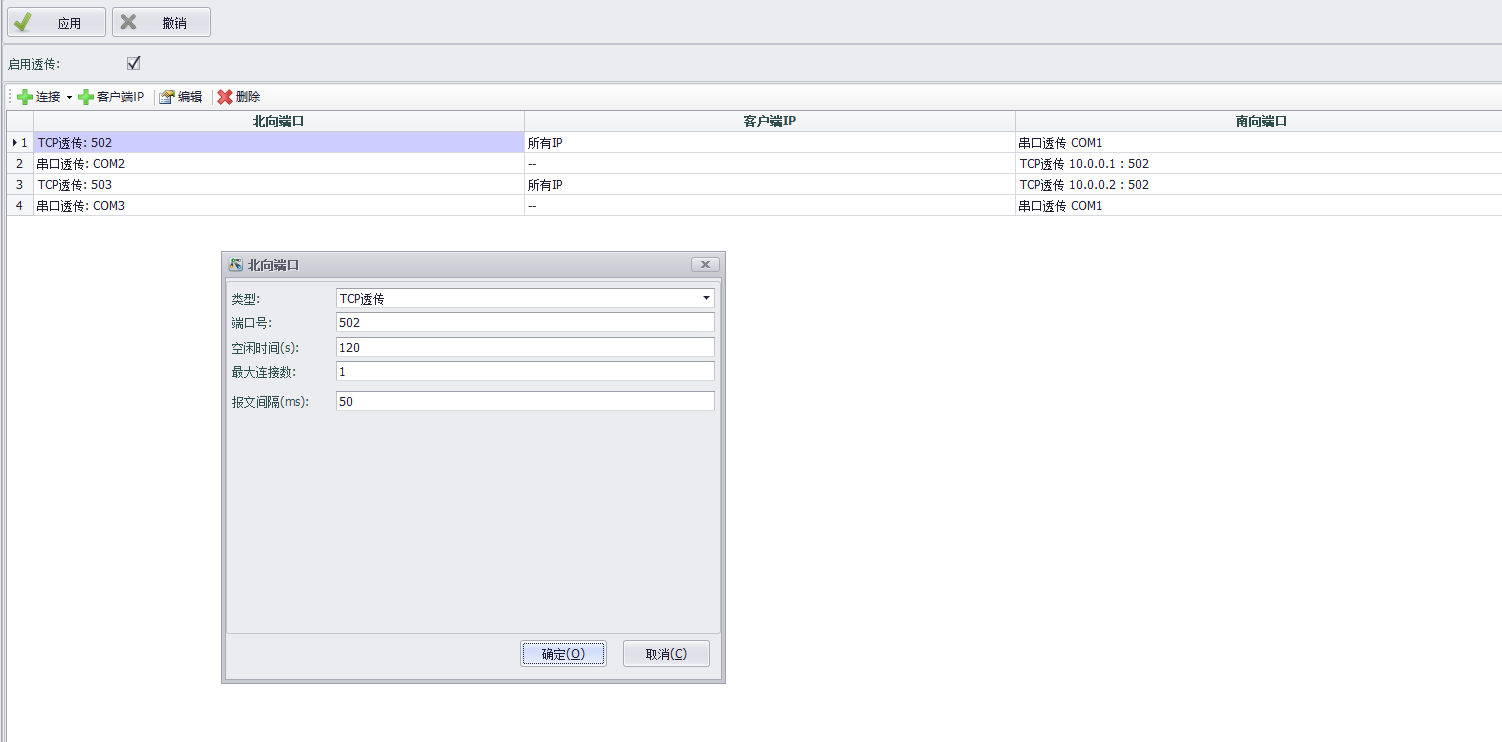 应用 撤销
启用透传:
连接 客户端IP 编辑 删除
北向端口 客户端IP 南向端口
1 TCP透传: 502 所有IP 串口透传 COM1
2 串口透传: COM2 -- TCP透传 10.0.0.1 : 502
3 TCP透传: 503 所有IP TCP透传 10.0.0.2 : 502
4 串口透传: COM3 -- 串口透传 COM1
北向端口
类型: TCP透传
端口号: 502
空闲时间(s): 120
最大连接数: 1
报文间隔(ms): 50
确定(O) 取消(C)